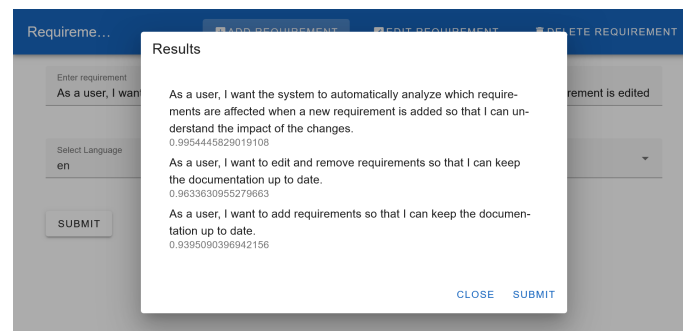 Requireme...
ADD REQUIREMENT
EDIT REQUIREMENT
DELETE REQUIREMENT
Results
Enter requirement
As a user, I want
rement is edited
As a user, I want the system to automatically analyze which require-
ments are affected when a new requirement is added so that I can un-
derstand the impact of the changes.
0.9954445829019108
As a user, I want to edit and remove requirements so that I can keep
the documentation up to date.
0.9633630955279663
As a user, I want to add requirements so that I can keep the documen-
tation up to date.
0.9395090396942156
Select Language
en
SUBMIT
CLOSE
SUBMIT